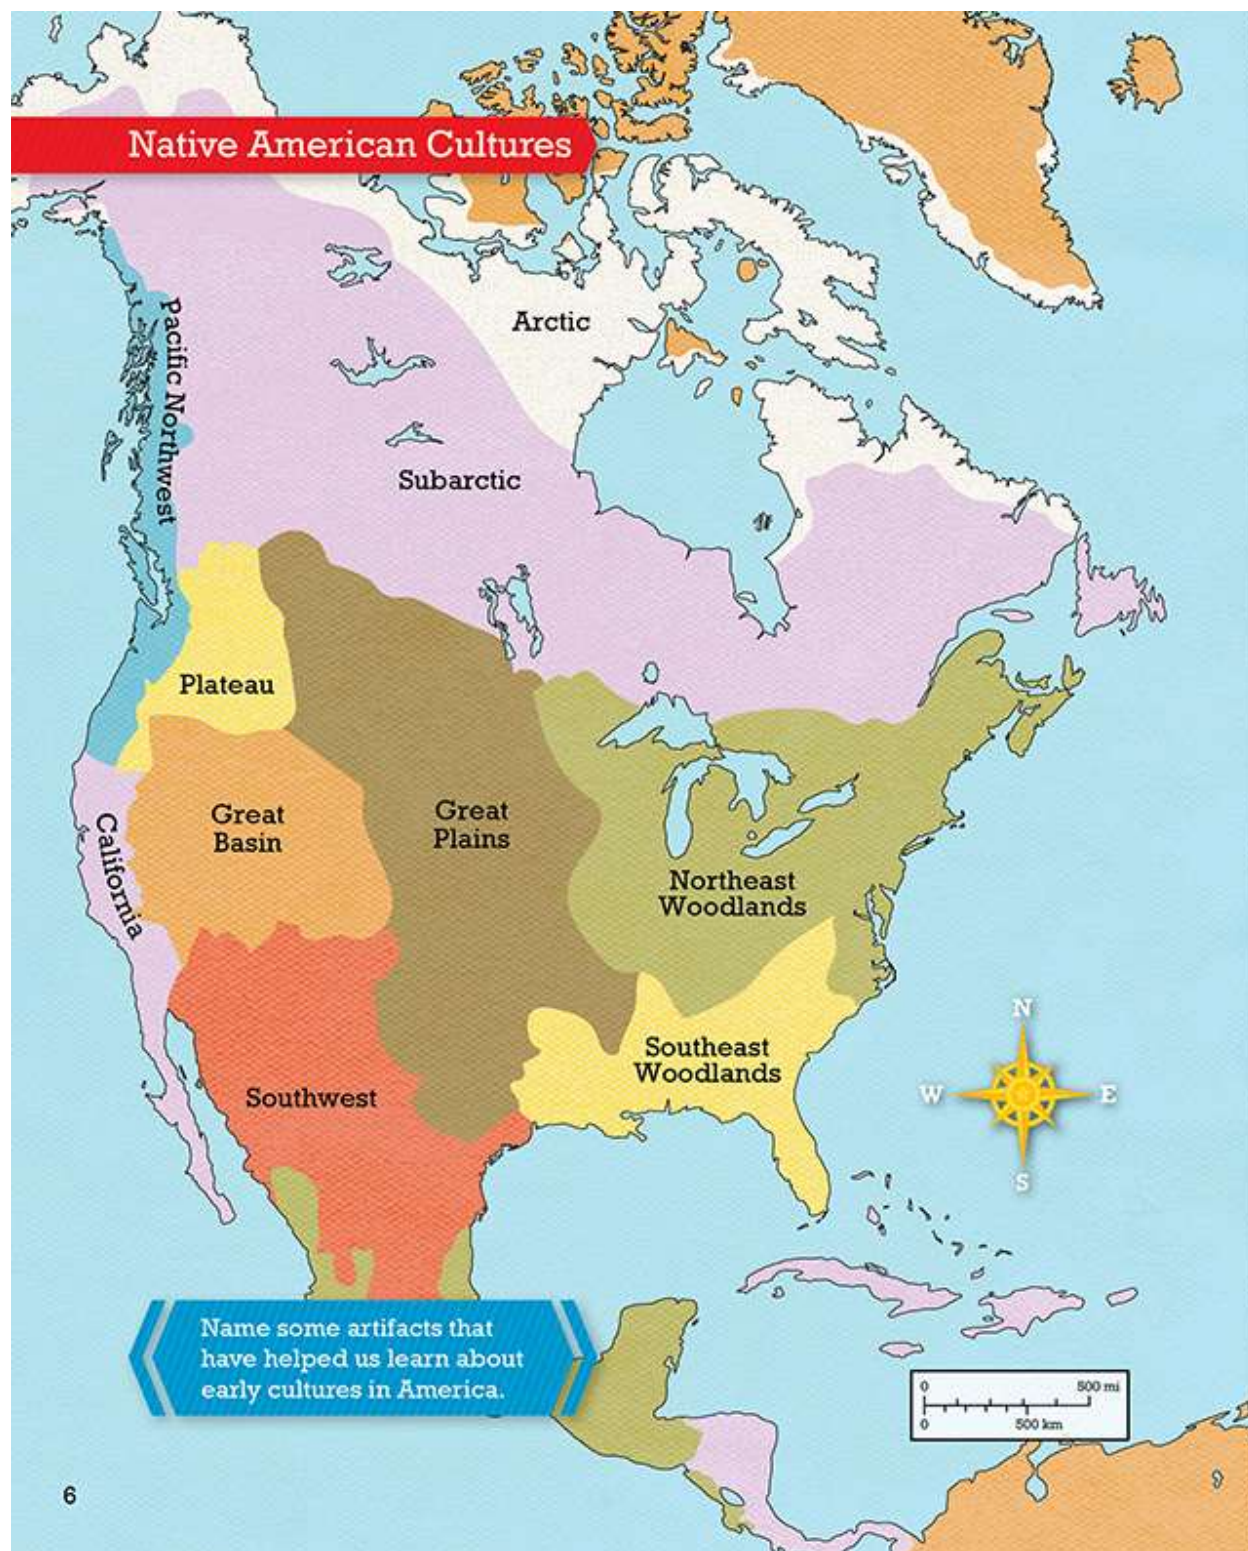 Native American Cultures
Arctic
Pacific Northwest
Subarctic
Plateau
Great
Basin
Great
Plains
California
Northeast
Woodlands
Southeast
Woodlands
Southwest
N
W
E
S
Name some artifacts that
have helped us learn about
early cultures in America.
0
500 mi
0
500 km
6